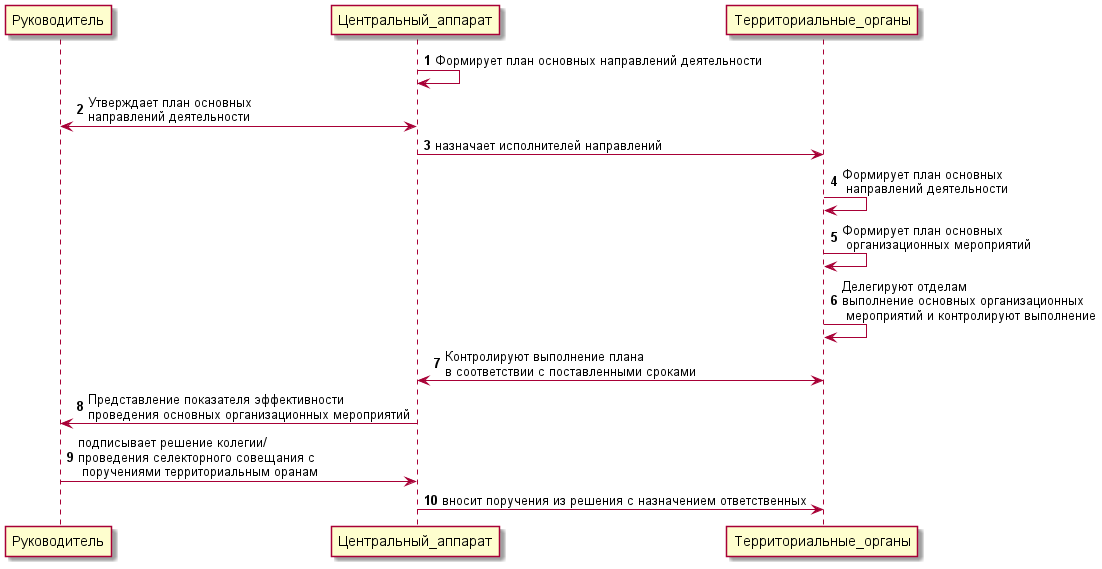 Руководитель Центральный_аппарат Территориальные_органы
1 Формирует план основных направлений деятельности
Утверждает план основных
2 направлений деятельности
3 назначает исполнителей направлений
Формирует план основных
4 направлений деятельности
Формирует план основных
5 организационных мероприятий
Делегируют отделам
6 выполнение основных организационных
мероприятий и контролируют выполнение
Контролируют выполнение плана
7 в соответствии с поставленными сроками
Представление показателя эффективности
8 проведения основных организационных мероприятий
подписывает решение колегии/
9 проведения селекторного совещания с
поручениями территориальным оранам
10 вносит поручения из решения с назначением ответственных
Руководитель Центральный_аппарат Территориальные_органы